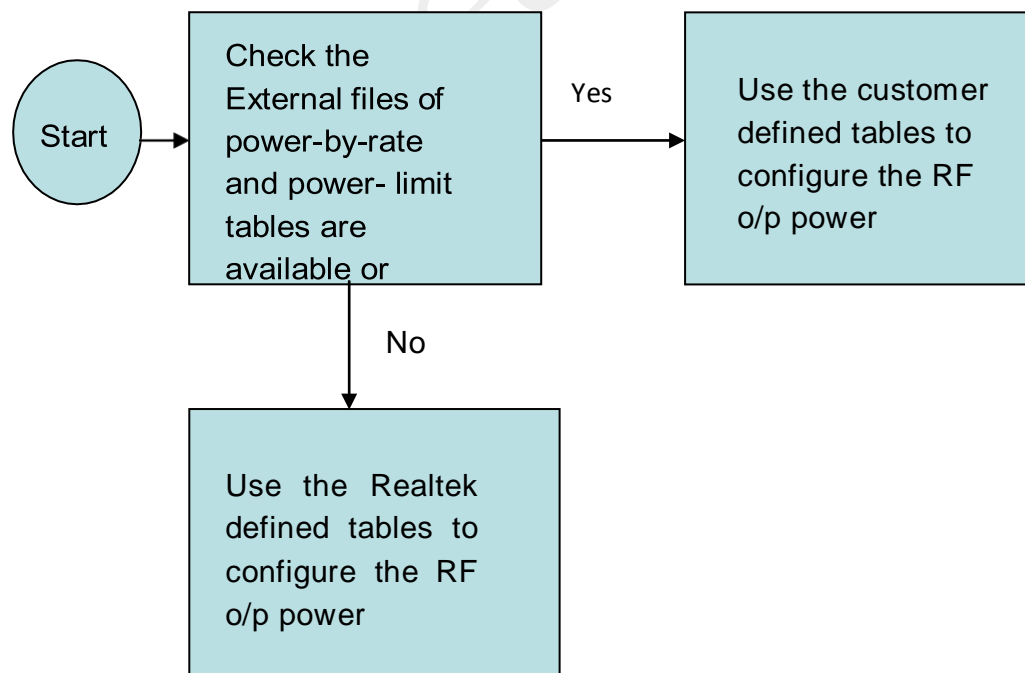 Start
Check the
External files of
power-by-rate
and power- limit
tables are
available or
Yes
Use the customer
defined tables to
configure the RF
o/p power
No
Use the Realtek
defined tables to
configure the RF
o/p power